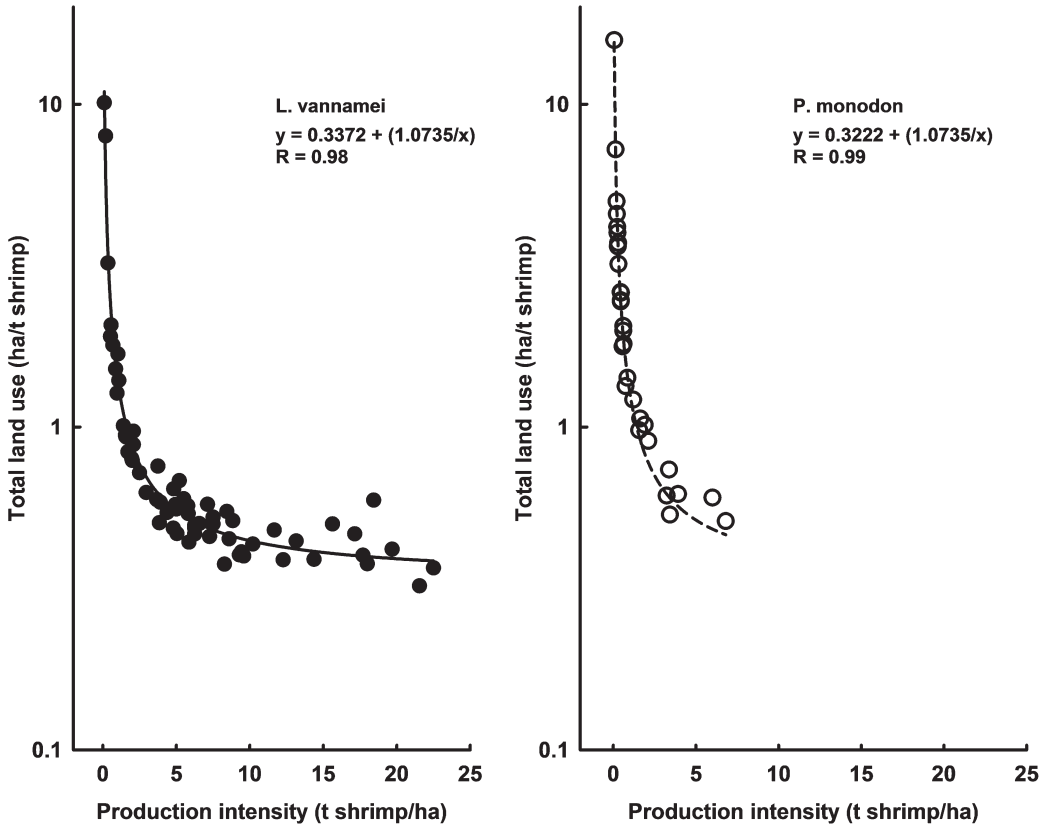 L. vannamei
y = 0.3372 + (1.0735/x)
R = 0.98
10
1
0.1
Total land use (ha/t shrimp)
0 5 10 15 20 25
Production intensity (t shrimp/ha)
P. monodon
y = 0.3222 + (1.0735/x)
R = 0.99
10
1
0.1
Total land use (ha/t shrimp)
0 5 10 15 20 25
Production intensity (t shrimp/ha)